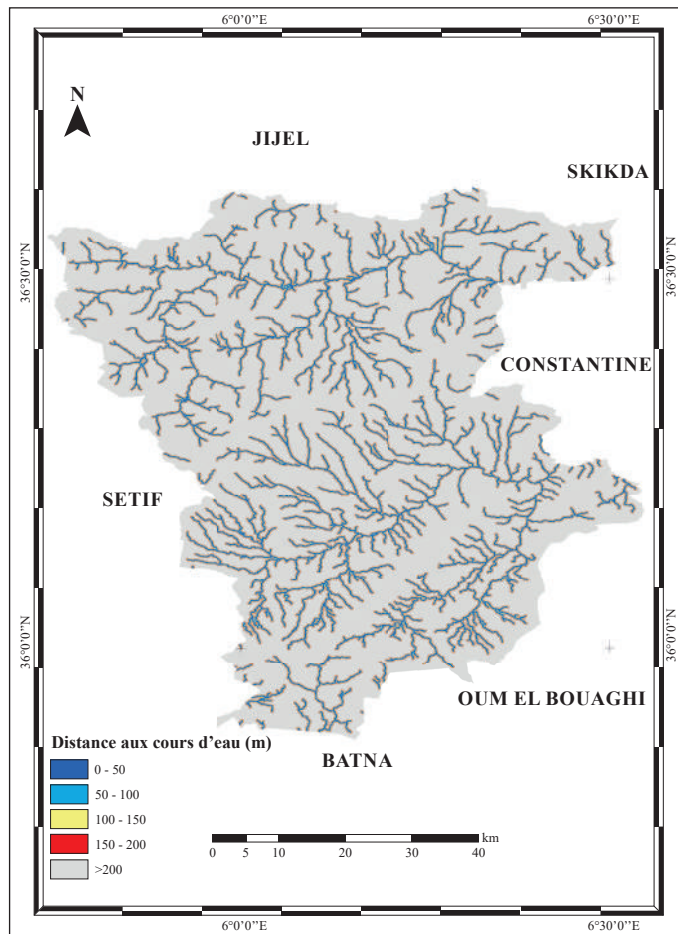 6°0’0’’E
6°30’0’’E
N
JIJEL
SKIKDA
36°30’0’’N
36°30’0’’N
CONSTANTINE
SETIF
36°0’0’’N
36°0’0’’N
OUM EL BOUAGHI
BATNA
Distance aux cours d’eau (m)
0 - 50
50 - 100
100 - 150
150 - 200
>200
km
0 5 10 20 30 40
6°0’0’’E
6°30’0’’E